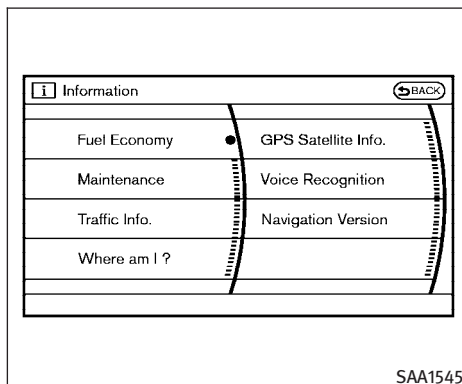 i Information BACK
Fuel Economy GPS Satellite Info.
Maintenance Voice Recognition
Traffic Info. Navigation Version
Where am I ?
SAA1545